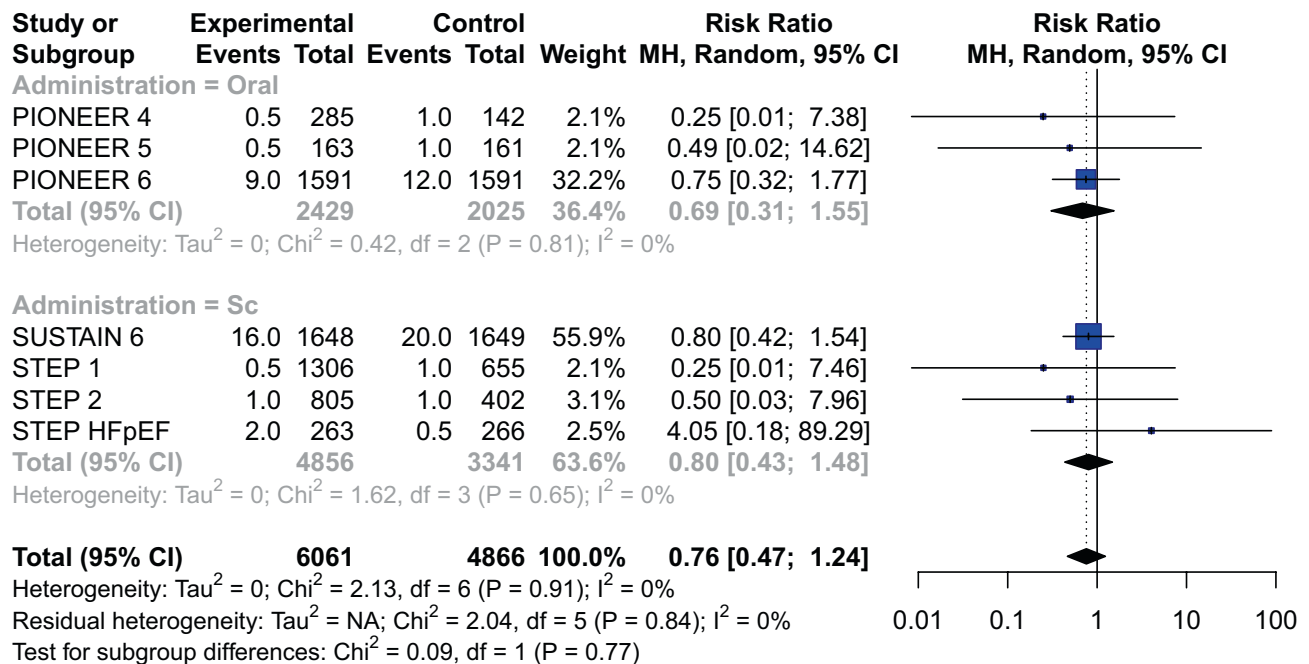 Study or Experimental Control Risk Ratio Risk Ratio
Subgroup Events Total Events Total Weight MH, Random, 95% CI MH, Random, 95% CI
Administration = Oral
PIONEER 4 0.5 285 1.0 142 2.1% 0.25 [0.01; 7.38]
PIONEER 5 0.5 163 1.0 161 2.1% 0.49 [0.02; 14.62]
PIONEER 6 9.0 1591 12.0 1591 32.2% 0.75 [0.32; 1.77]
Total (95% CI) 2429 2025 36.4% 0.69 [0.31; 1.55]
Heterogeneity: Tau² = 0; Chi² = 0.42, df = 2 (P = 0.81); I² = 0%
Administration = Sc
SUSTAIN 6 16.0 1648 20.0 1649 55.9% 0.80 [0.42; 1.54]
STEP 1 0.5 1306 1.0 655 2.1% 0.25 [0.01; 7.46]
STEP 2 1.0 805 1.0 402 3.1% 0.50 [0.03; 7.96]
STEP HFpEF 2.0 263 0.5 266 2.5% 4.05 [0.18; 89.29]
Total (95% CI) 4856 3341 63.6% 0.80 [0.43; 1.48]
Heterogeneity: Tau² = 0; Chi² = 1.62, df = 3 (P = 0.65); I² = 0%
Total (95% CI) 6061 4866 100.0% 0.76 [0.47; 1.24]
Heterogeneity: Tau² = 0; Chi² = 2.13, df = 6 (P = 0.91); I² = 0%
Residual heterogeneity: Tau² = NA; Chi² = 2.04, df = 5 (P = 0.84); I² = 0%
0.01 0.1 1 10 100
Test for subgroup differences: Chi² = 0.09, df = 1 (P = 0.77)